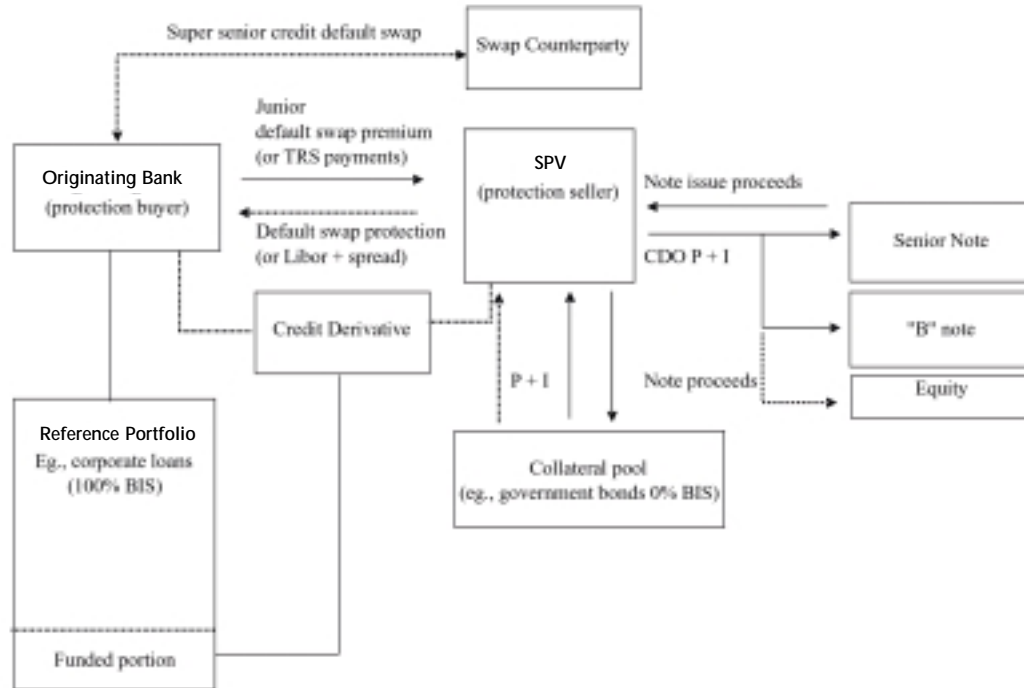 Super senior credit default swap
Swap Counterparty
Junior
default swap premium
(or TRS payments)
Originating Bank
(protection buyer)
SPV
(protection seller)
Note issue proceeds
Default swap protection
(or Libor + spread)
CDO P + I
Senior Note
Credit Derivative
"B" note
P + I
Note proceeds
Equity
Reference Portfolio
Eg., corporate loans
(100% BIS)
Collateral pool
(eg., government bonds 0% BIS)
Funded portion